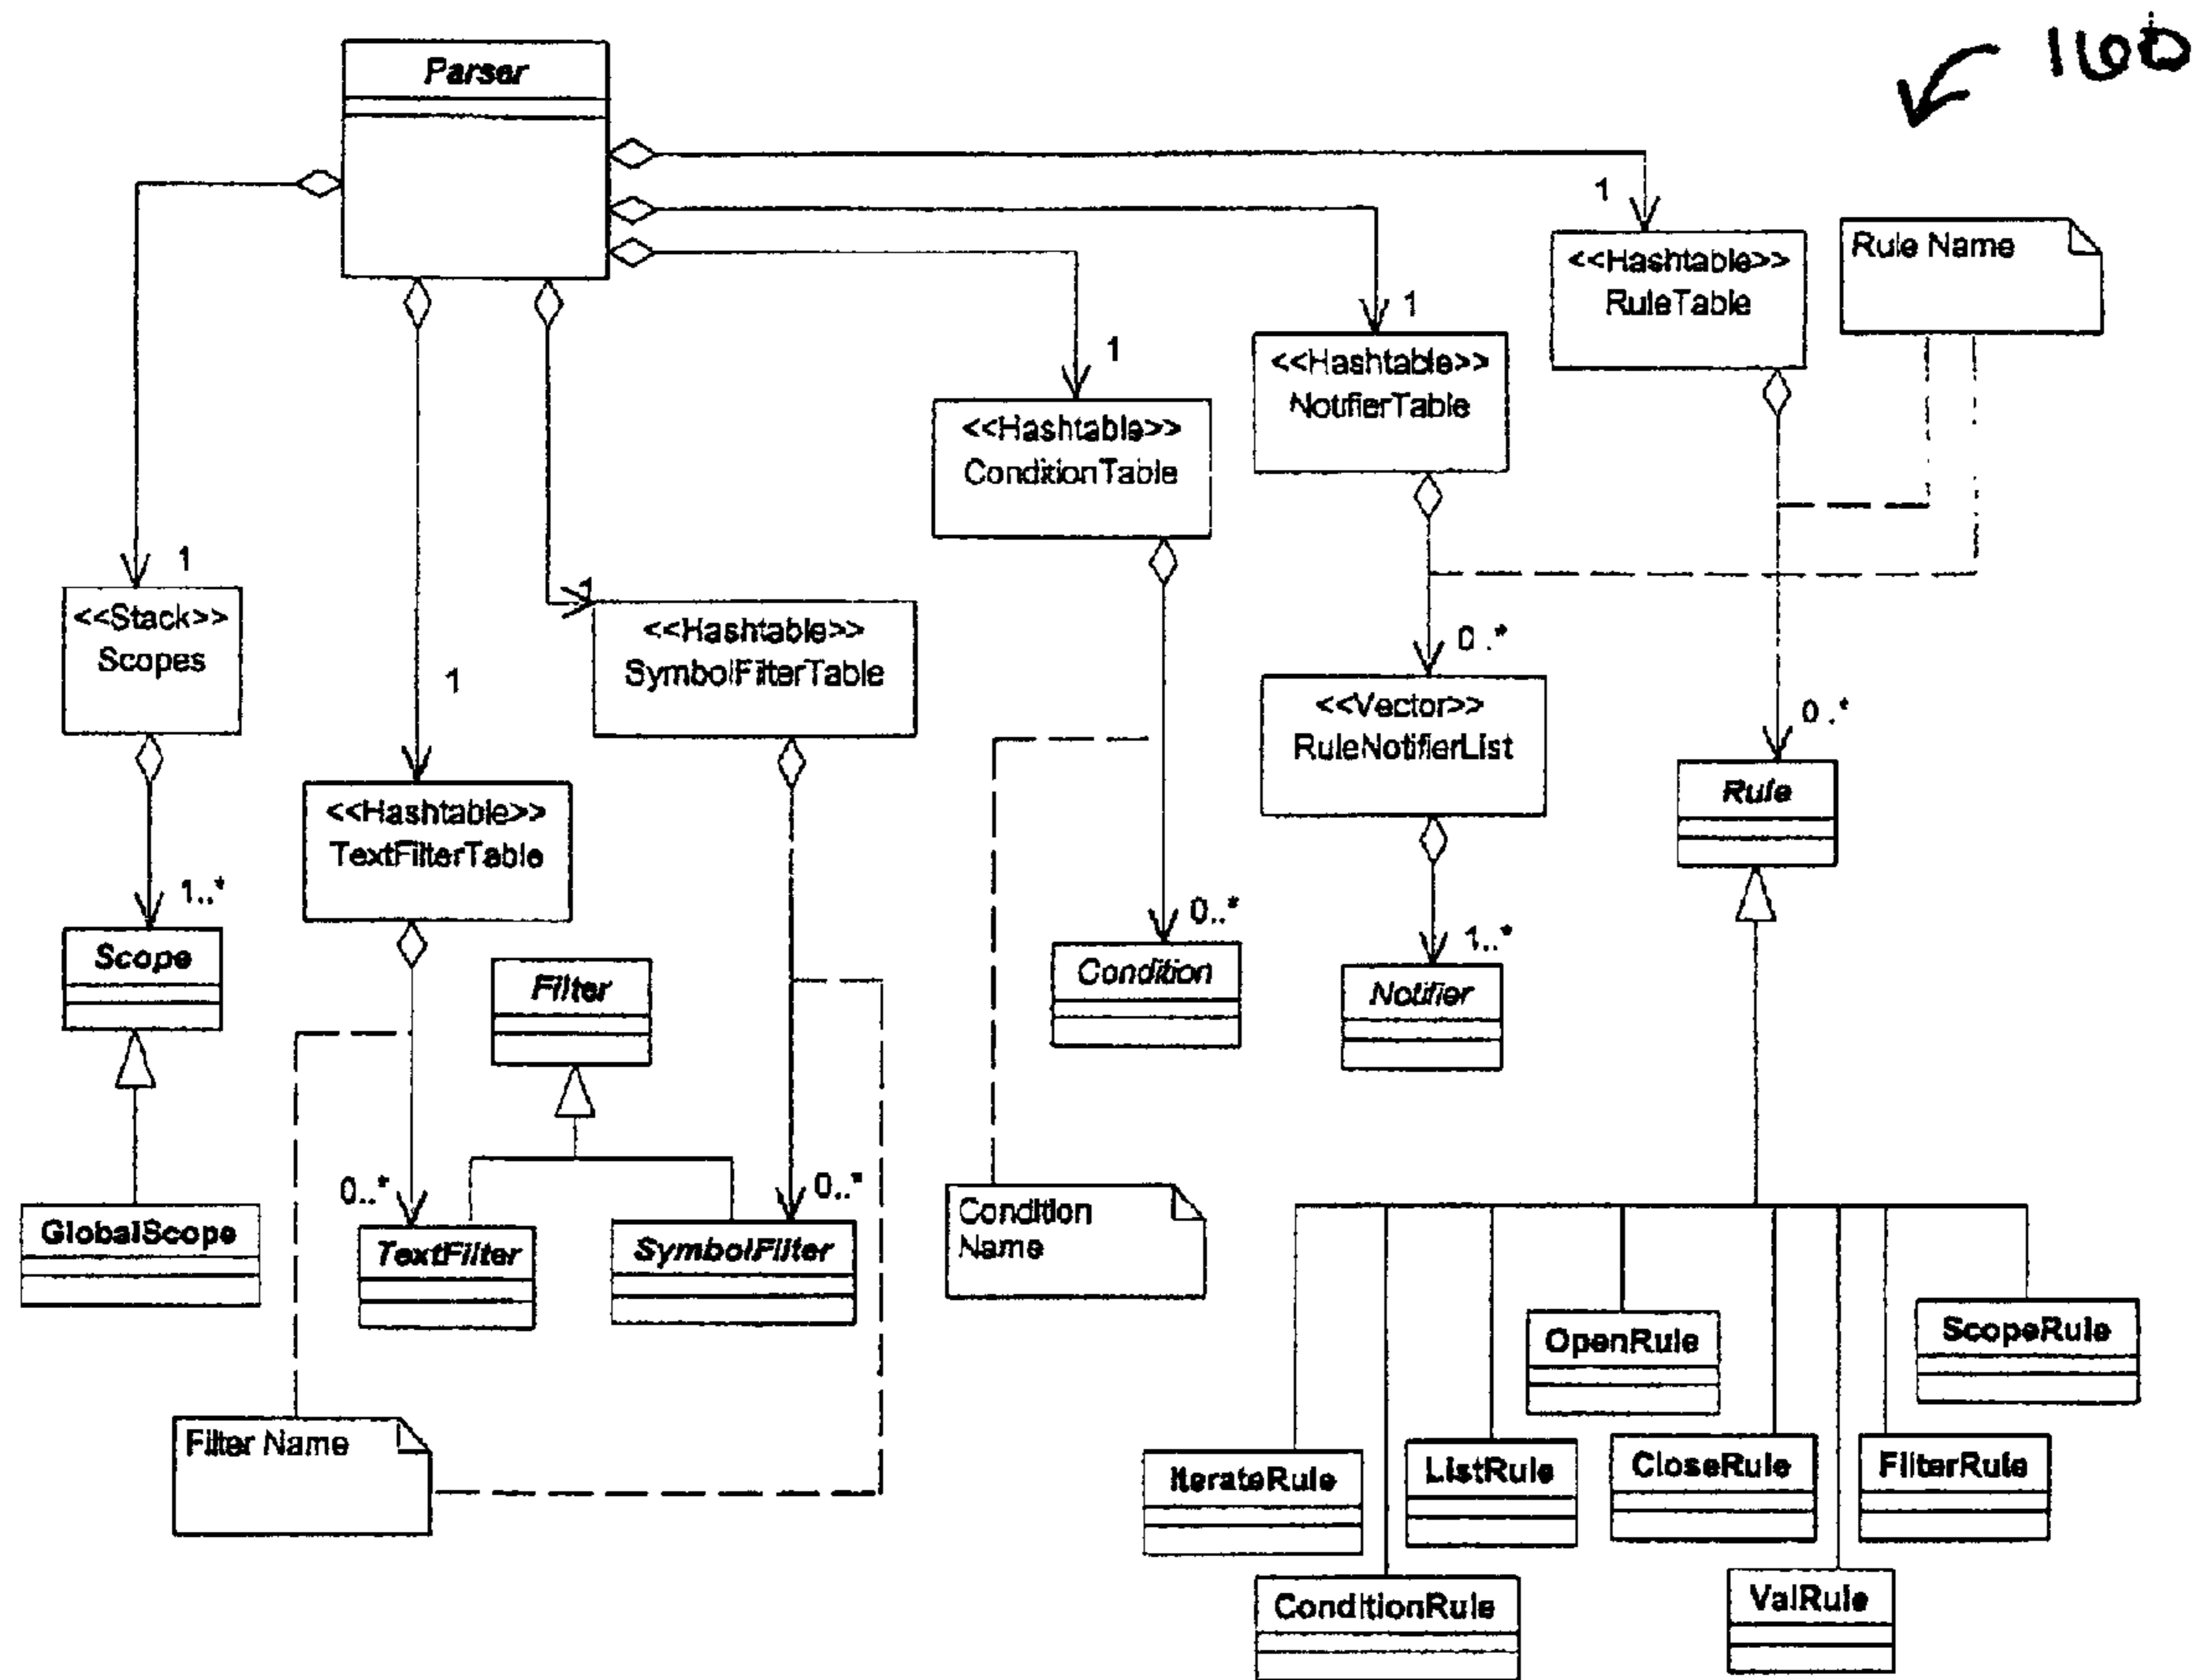 160
Parser
1
<<Hashtable>>
RuleTable
Rule Name
1
<<Hashtable>>
NotifierTable
1
<<Hashtable>>
ConditionTable
1
<<Stack>>
Scopes
1
<<Hashtable>>
SymbolFilterTable
1
<<Hashtable>>
TextFilterTable
0..*
<<Vector>>
RuleNotifierList
0..*
Rule
1..*
Scope
Filter
0..*
Condition
1..*
Notifier
GlobalScope
0..*
TextFilter
0..*
SymbolFilter
Condition
Name
Filter Name
ScopeRule
OpenRule
IterateRule
ListRule
CloseRule
FilterRule
ConditionRule
ValRule